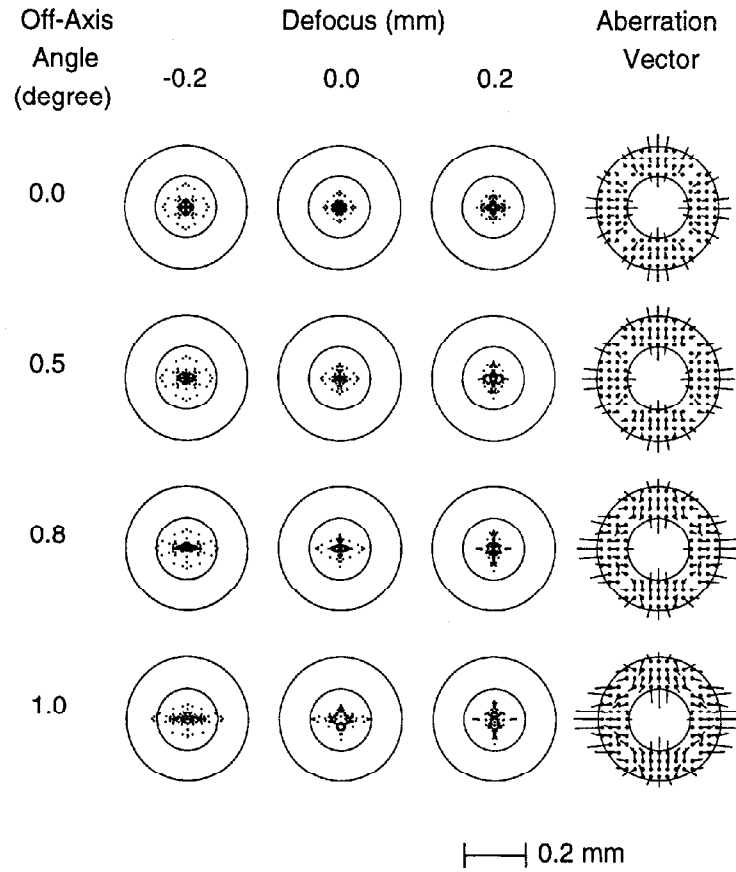 Off-Axis Angle (degree)
Defocus (mm)
Aberration Vector
-0.2 0.0 0.2
0.0
0.5
0.8
1.0
0.2 mm